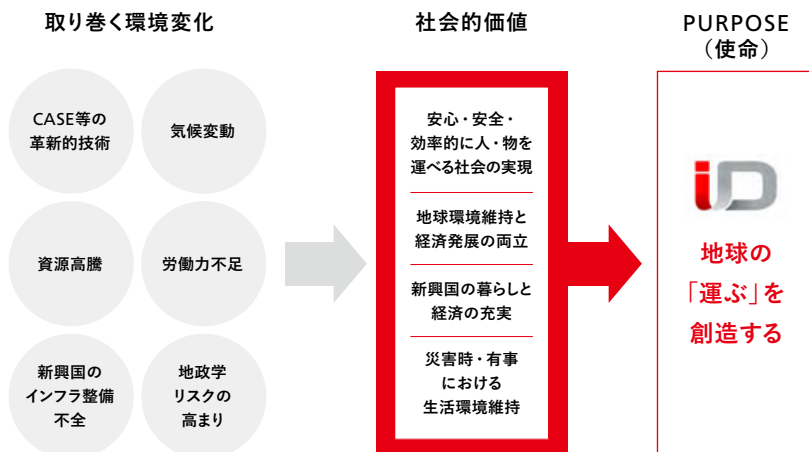 取り巻く環境変化
CASE等の
革新的技術
気候変動
資源高騰
労働力不足
新興国の
インフラ整備
不全
地政学
リスクの
高まり
社会的価値
安心・安全・
効率的に人・物を
運べる社会の実現
地球環境維持と
経済発展の両立
新興国の暮らしと
経済の充実
災害時・有事
における
生活環境維持
PURPOSE
（使命）
iD
地球の
「運ぶ」を
創造する